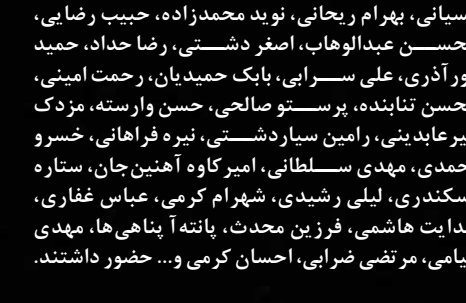 سیانی، بهرام ریحانی، نوید محمدزاده، حبیب رضایی،
حسن عبدالوهاب، اصغر دشتی، رضا حداد، حمید
ورآذری، علی سرابی، بابک حمیدیان، رحمت امینی،
حسن تنابنده، پرستو صالحی، حسن وارسته، مزدک
یرعابدینی، رامین سیاردشتی، نیره فراهانی، خسرو
حمدی، مهدی سلطانی، امیرکاوه آهنین‌جان، ستاره
سکندری، لیلی رشیدی، شهرام کرمی، عباس غفاری،
دایت هاشمی، فرزین محدث، پانته‌آ پناهی‌ها، مهدی
یامی، مرتضی ضرابی، احسان کرمی و... حضور داشتند.